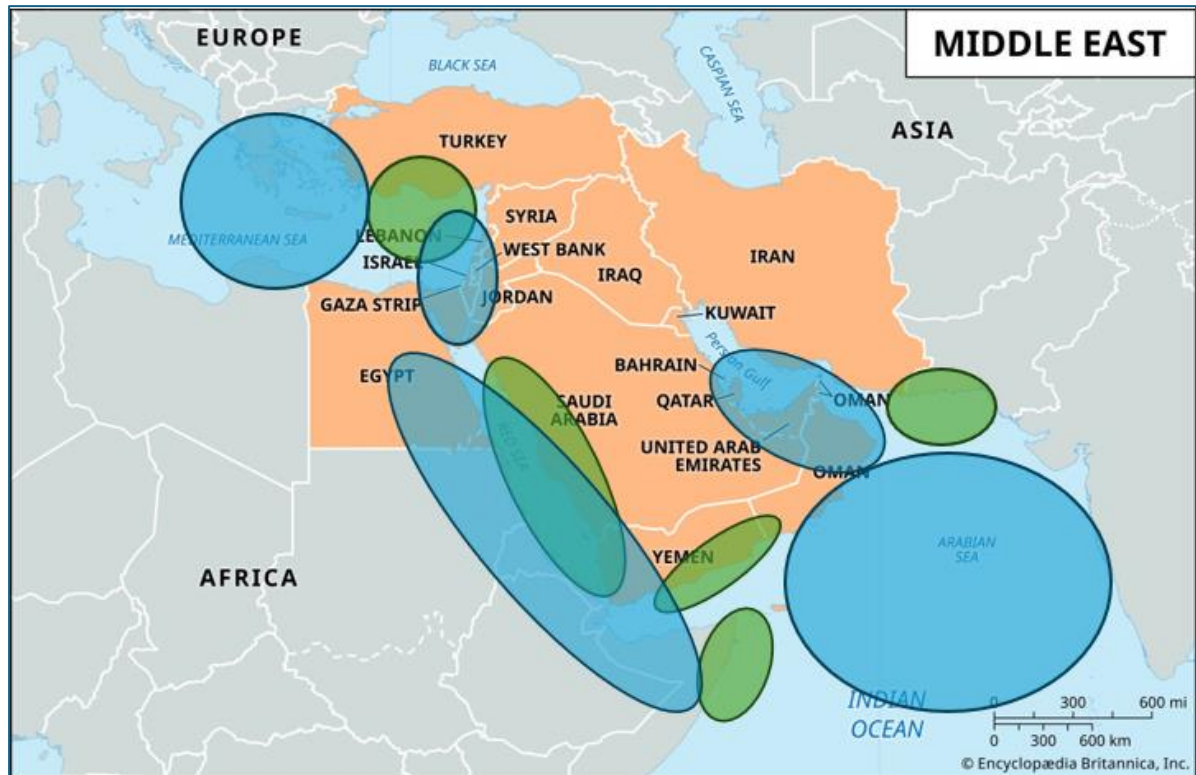 EUROPE
MIDDLE EAST
BLACK SEA
CASPIAN SEA
ASIA
TURKEY
SYRIA
LEBANON
MEDITERRANEAN SEA
WEST BANK
ISRAEL
IRAN
IRAQ
GAZA STRIP
JORDAN
KUWAIT
Persian Gulf
BAHRAIN
EGYPT
QATAR
OMAN
SAUDI
ARABIA
RED SEA
UNITED ARAB
EMIRATES
OMAN
ARABIAN
SEA
YEMEN
AFRICA
INDIAN
OCEAN
0 300 600 mi
0 300 600 km
© Encyclopædia Britannica, Inc.